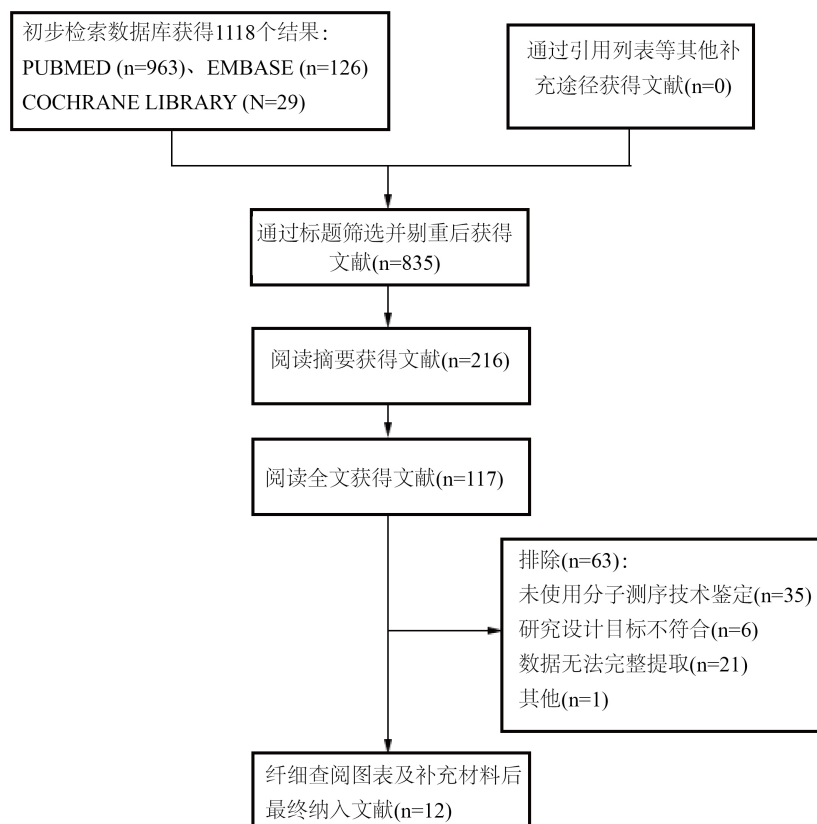 初步检索数据库获得1118个结果：
PUBMED (n=963)、EMBASE (n=126)
COCHRANE LIBRARY (N=29)
通过引用列表等其他补
充途径获得文献(n=0)
通过标题筛选并剔重后获得
文献(n=835)
阅读摘要获得文献(n=216)
阅读全文获得文献(n=117)
排除(n=63)：
未使用分子测序技术鉴定(n=35)
研究设计目标不符合(n=6)
数据无法完整提取(n=21)
其他(n=1)
纤细查阅图表及补充材料后
最终纳入文献(n=12)